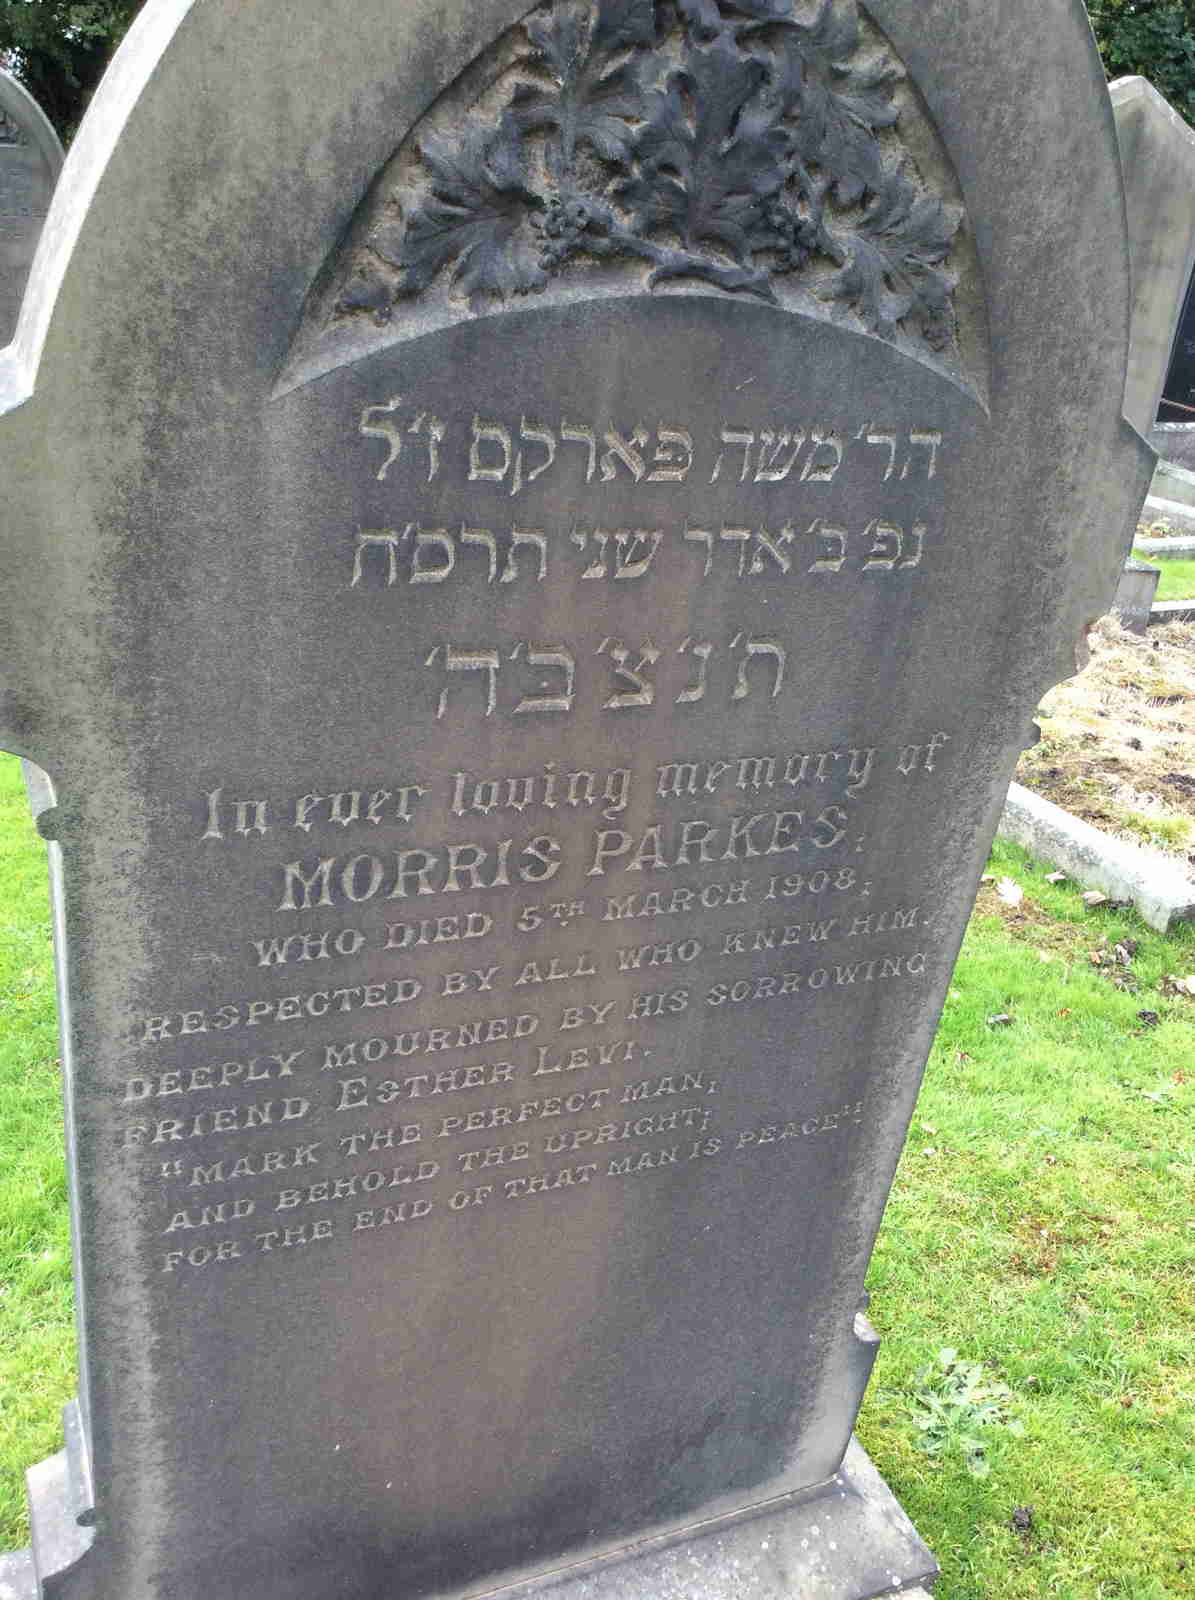 הר׳ משה פארקס ז׳ל
נפ׳ ב׳ אדר שני תרס׳ח
ת׳נ׳צ׳ב׳ה׳
In ever loving memory of
MORRIS PARKES,
WHO DIED 5TH MARCH 1908,
RESPECTED BY ALL WHO KNEW HIM.
DEEPLY MOURNED BY HIS SORROWING
FRIEND ESTHER LEVI.
"MARK THE PERFECT MAN,
AND BEHOLD THE UPRIGHT;
FOR THE END OF THAT MAN IS PEACE".